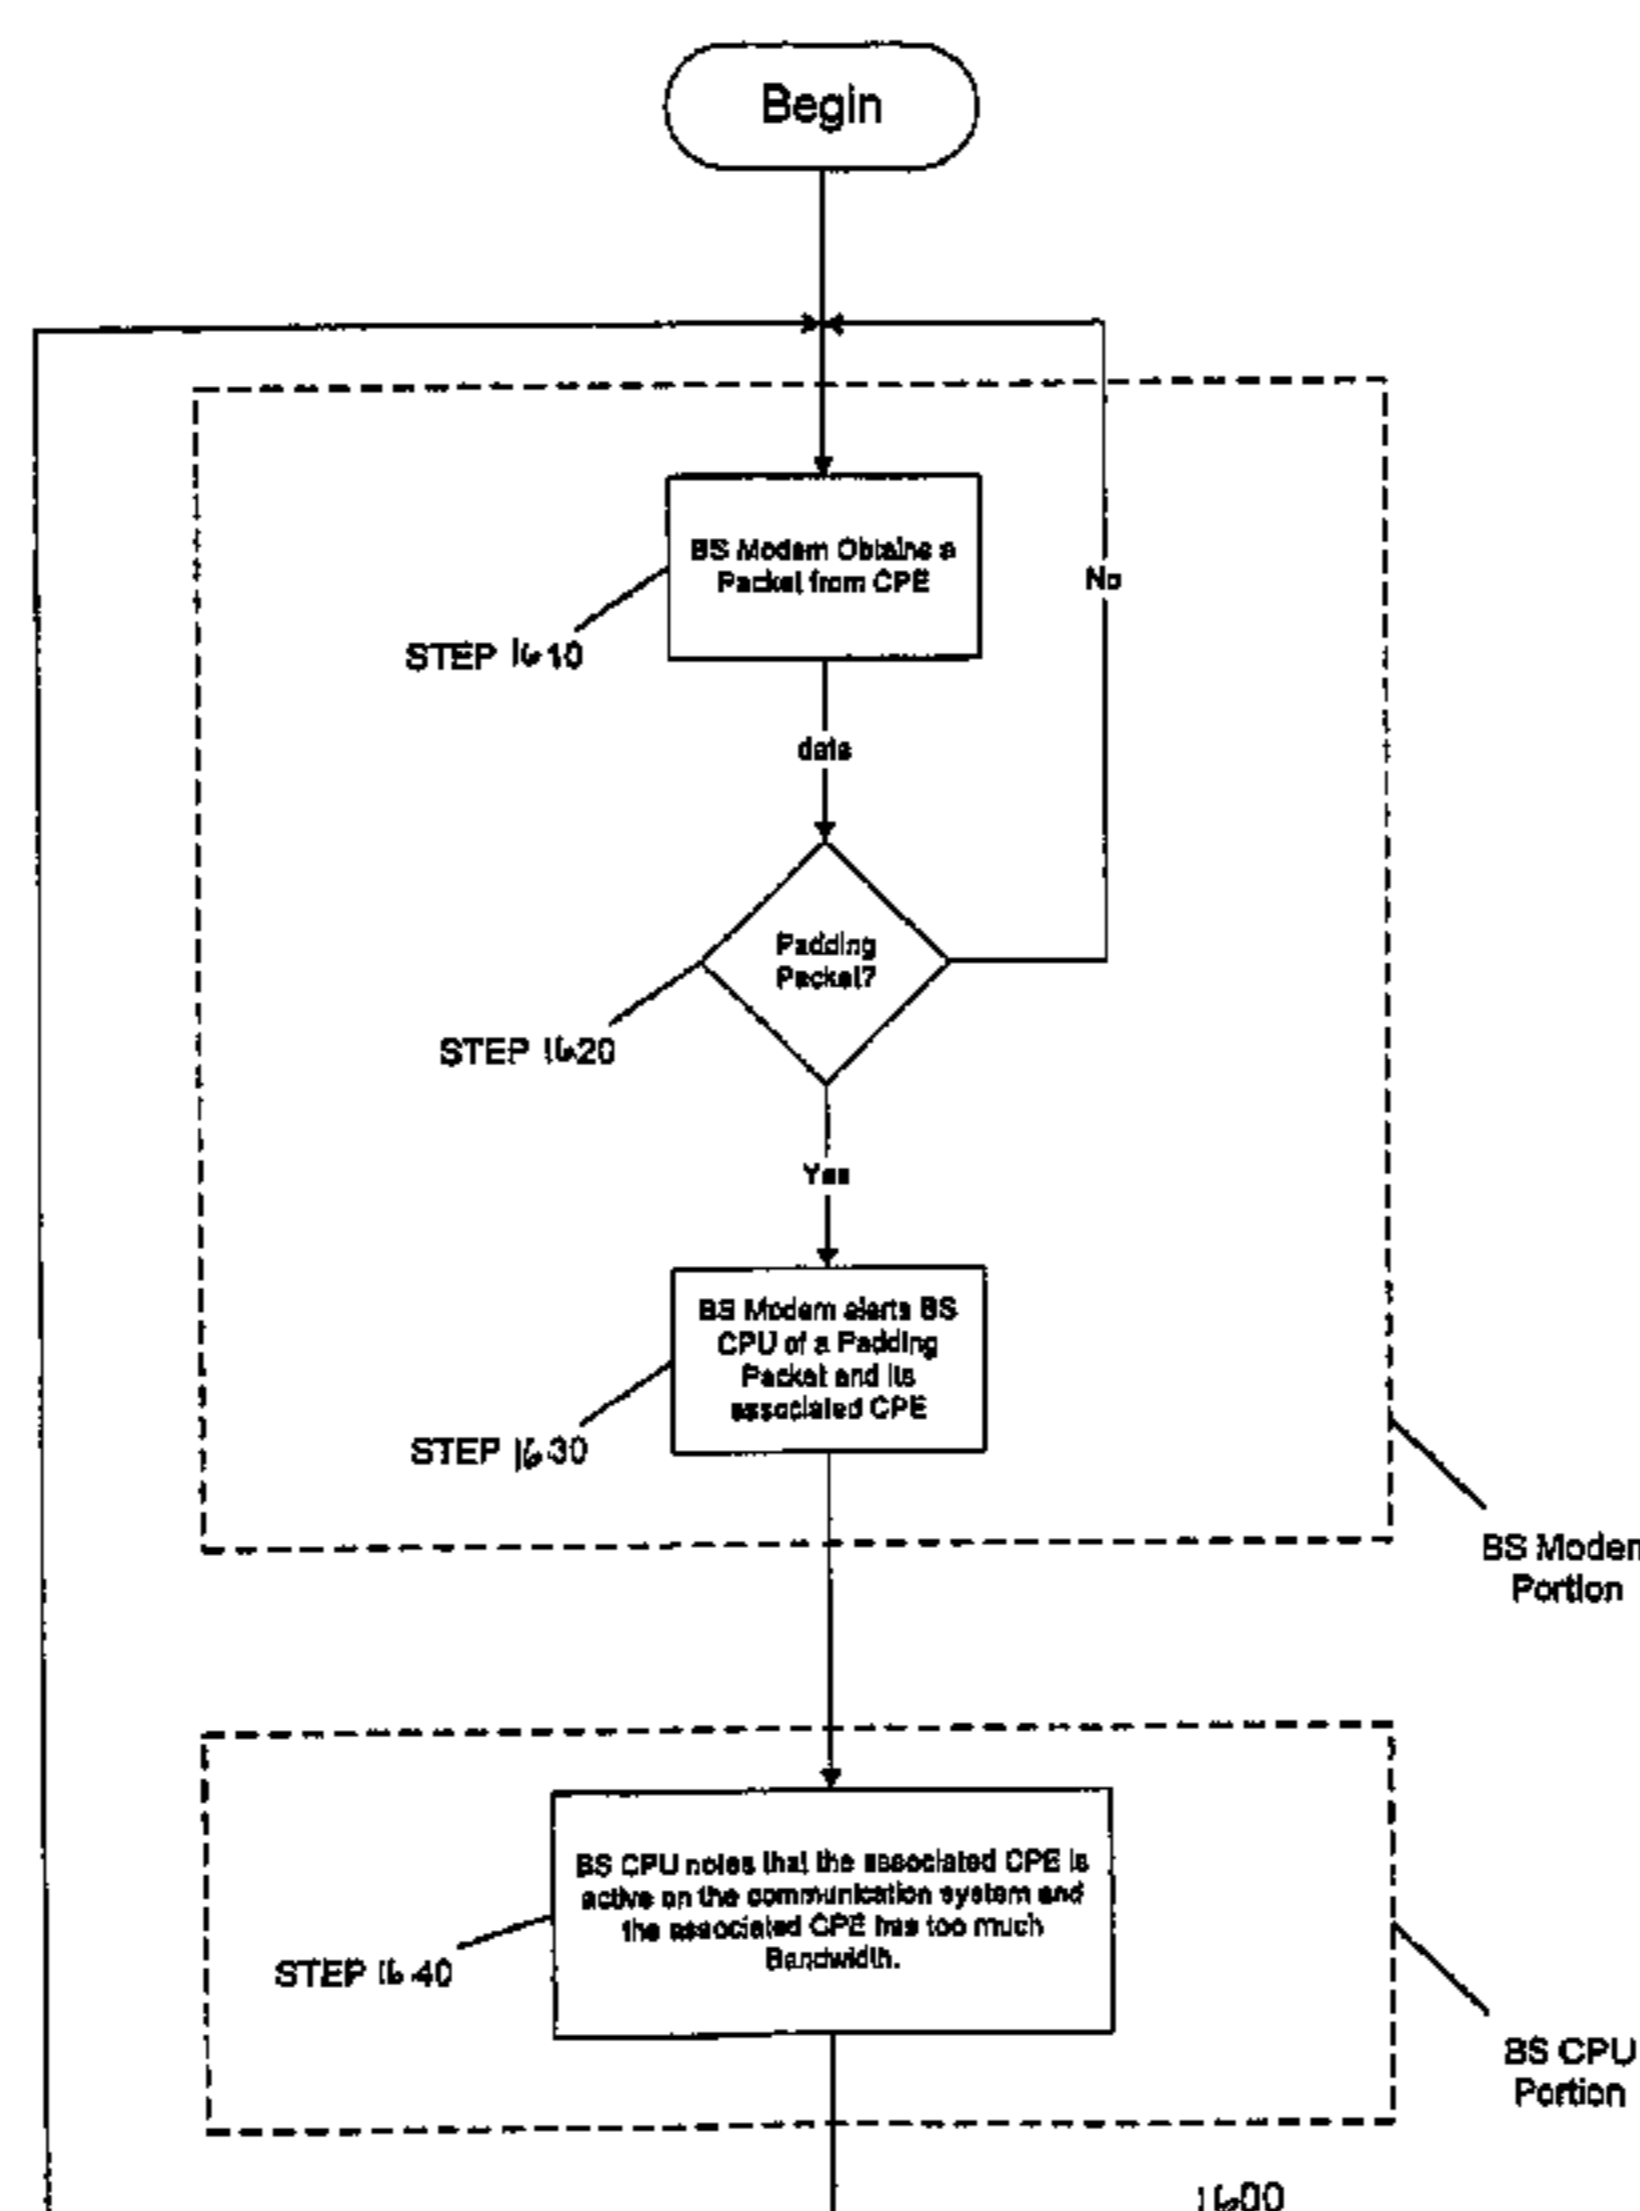 Begin
BS Modem Obtains a
Packet from CPE
No
STEP 1610
data
Padding
Packet?
STEP 1620
Yes
BS Modem alerts BS
CPU of a Padding
Packet and its
associated CPE
STEP 1630
BS Modem
Portion
BS CPU notes that the associated CPE is
active on the communication system and
the associated CPE has too much
Bandwidth.
STEP 1640
BS CPU
Portion
1600